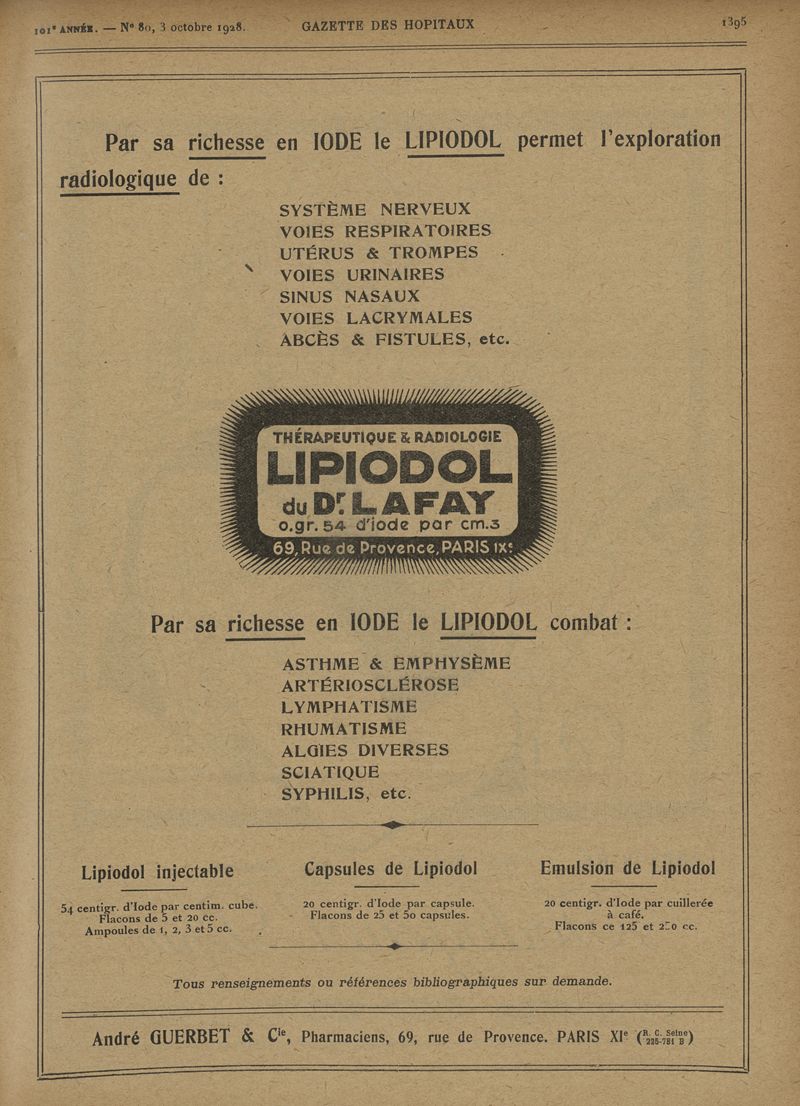 101e ANNÉE. — No 80, 3 octobre 1928.
GAZETTE DES HOPITAUX
1395
Par sa richesse en IODE le LIPIODOL permet l'exploration
radiologique de :
SYSTÈME NERVEUX
VOIES RESPIRATOIRES
UTÉRUS & TROMPES
VOIES URINAIRES
SINUS NASAUX
VOIES LACRYMALES
ABCÈS & FISTULES, etc.
THÉRAPEUTIQUE & RADIOLOGIE
LIPIODOL
du Dr. LAFAY
0.gr. 54 d'iode par cm.3
69, Rue de Provence, PARIS IXe
Par sa richesse en IODE le LIPIODOL combat :
ASTHME & EMPHYSÈME
ARTÉRIOSCLÉROSE
LYMPHATISME
RHUMATISME
ALGIES DIVERSES
SCIATIQUE
SYPHILIS, etc.
Lipiodol injectable
54 centigr. d'Iode par centim. cube.
Flacons de 5 et 20 cc.
Ampoules de 1, 2, 3 et 5 cc.
Capsules de Lipiodol
20 centigr. d'Iode par capsule.
Flacons de 25 et 50 capsules.
Emulsion de Lipiodol
20 centigr. d'Iode par cuillerée
à café.
Flacons ce 125 et cc.
Tous renseignements ou références bibliographiques sur demande.
André GUERBET & Cie, Pharmaciens, 69, rue de Provence. PARIS XIe (R. C. Seine 225-781 B)